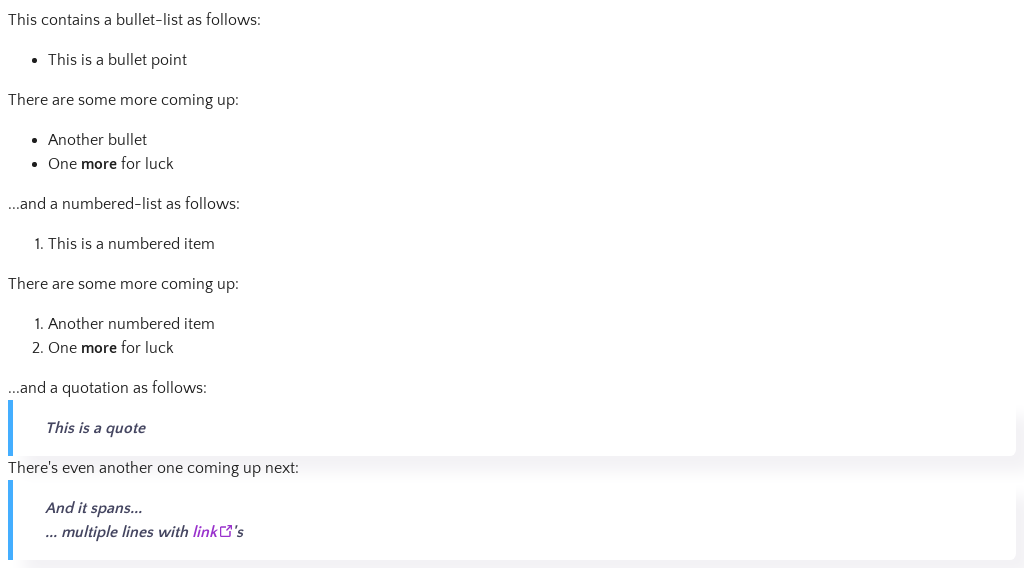 This contains a bullet-list as follows:
• This is a bullet point
There are some more coming up:
• Another bullet
• One more for luck
...and a numbered-list as follows:
1. This is a numbered item
There are some more coming up:
1. Another numbered item
2. One more for luck
...and a quotation as follows:
This is a quote
There's even another one coming up next:
And it spans...
... multiple lines with link's